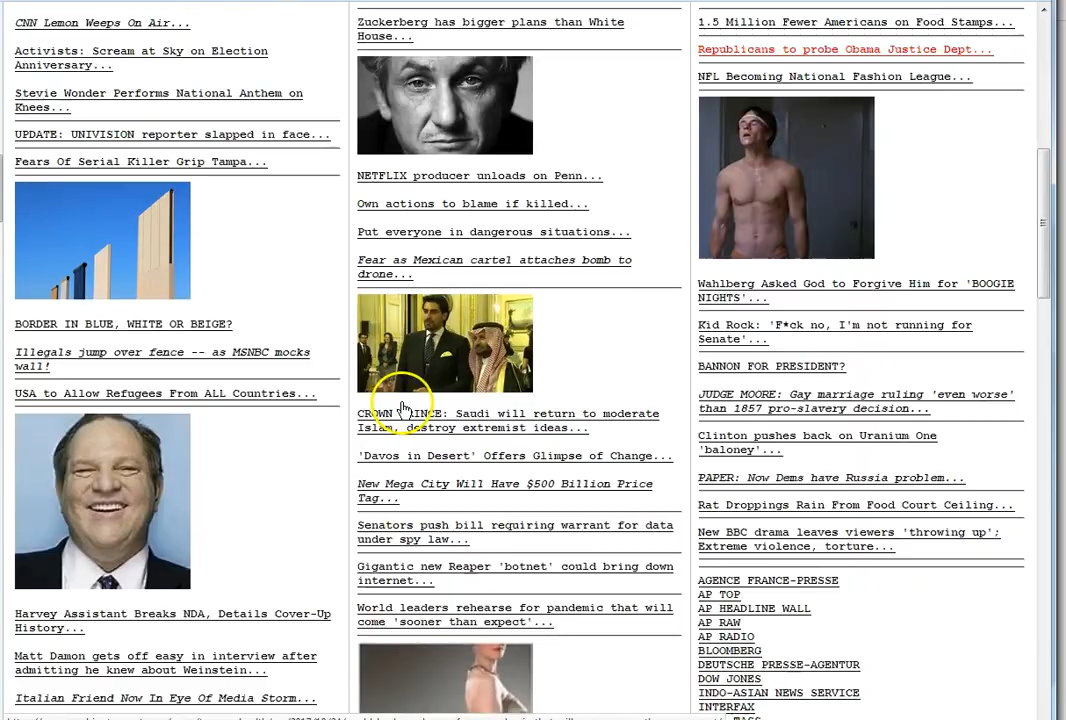 CNN Lemon Weeps On Air...
Activists: Scream at Sky on Election
Anniversary...
Stevie Wonder Performs National Anthem on
Knees...
UPDATE: UNIVISION reporter slapped in face...
Fears Of Serial Killer Grip Tampa...
BORDER IN BLUE, WHITE OR BEIGE?
Illegals jump over fence -- as MSNBC mocks
wall!
USA to Allow Refugees From ALL Countries...
Harvey Assistant Breaks NDA, Details Cover-Up
History...
Matt Damon gets off easy in interview after
admitting he knew about Weinstein...
Italian Friend Now In Eye Of Media Storm...
Zuckerberg has bigger plans than White
House...
NETFLIX producer unloads on Penn...
Own actions to blame if killed...
Put everyone in dangerous situations...
Fear as Mexican cartel attaches bomb to
drone...
CROWN PRINCE: Saudi will return to moderate
Islam, destroy extremist ideas...
'Davos in Desert' Offers Glimpse of Change...
New Mega City Will Have $500 Billion Price
Tag...
Senators push bill requiring warrant for data
under spy law...
Gigantic new Reaper 'botnet' could bring down
internet...
World leaders rehearse for pandemic that will
come 'sooner than expect'...
1.5 Million Fewer Americans on Food Stamps...
Republicans to probe Obama Justice Dept...
NFL Becoming National Fashion League...
Wahlberg Asked God to Forgive Him for 'BOOGIE
NIGHTS'...
Kid Rock: 'F*ck no, I'm not running for
Senate'...
BANNON FOR PRESIDENT?
JUDGE MOORE: Gay marriage ruling 'even worse'
than 1857 pro-slavery decision...
Clinton pushes back on Uranium One
'baloney'...
PAPER: Now Dems have Russia problem...
Rat Droppings Rain From Food Court Ceiling...
New BBC drama leaves viewers 'throwing up';
Extreme violence, torture...
AGENCE FRANCE-PRESSE
AP TOP
AP HEADLINE WALL
AP RAW
AP RADIO
BLOOMBERG
DEUTSCHE PRESSE-AGENTUR
DOW JONES
INDO-ASIAN NEWS SERVICE
INTERFAX